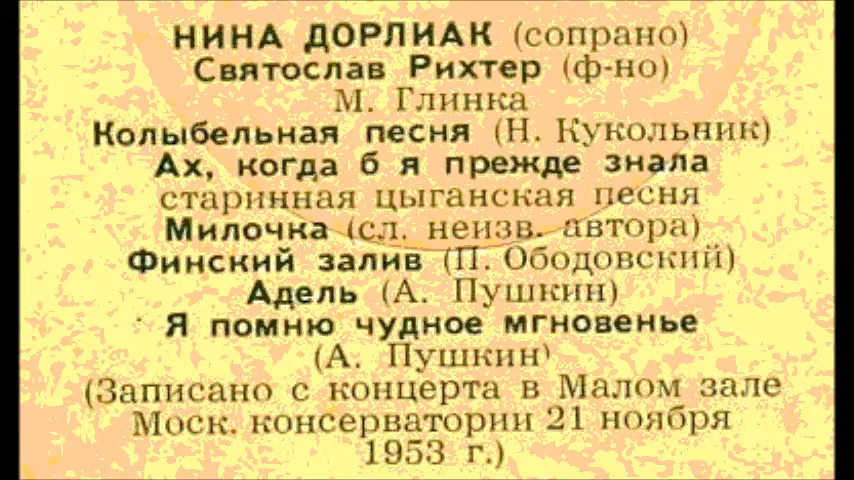 НИНА ДОРЛИАК (сопрано)
Святослав Рихтер (ф-но)
М. Глинка
Колыбельная песня (Н. Кукольник)
Ах, когда б я прежде знала
старинная цыганская песня
Милочка (сл. неизв. автора)
Финский залив (П. Ободовский)
Адель (А. Пушкин)
Я помню чудное мгновенье
(А. Пушкин)
(Записано с концерта в Малом зале
Моск. консерватории 21 ноября
1953 г.)